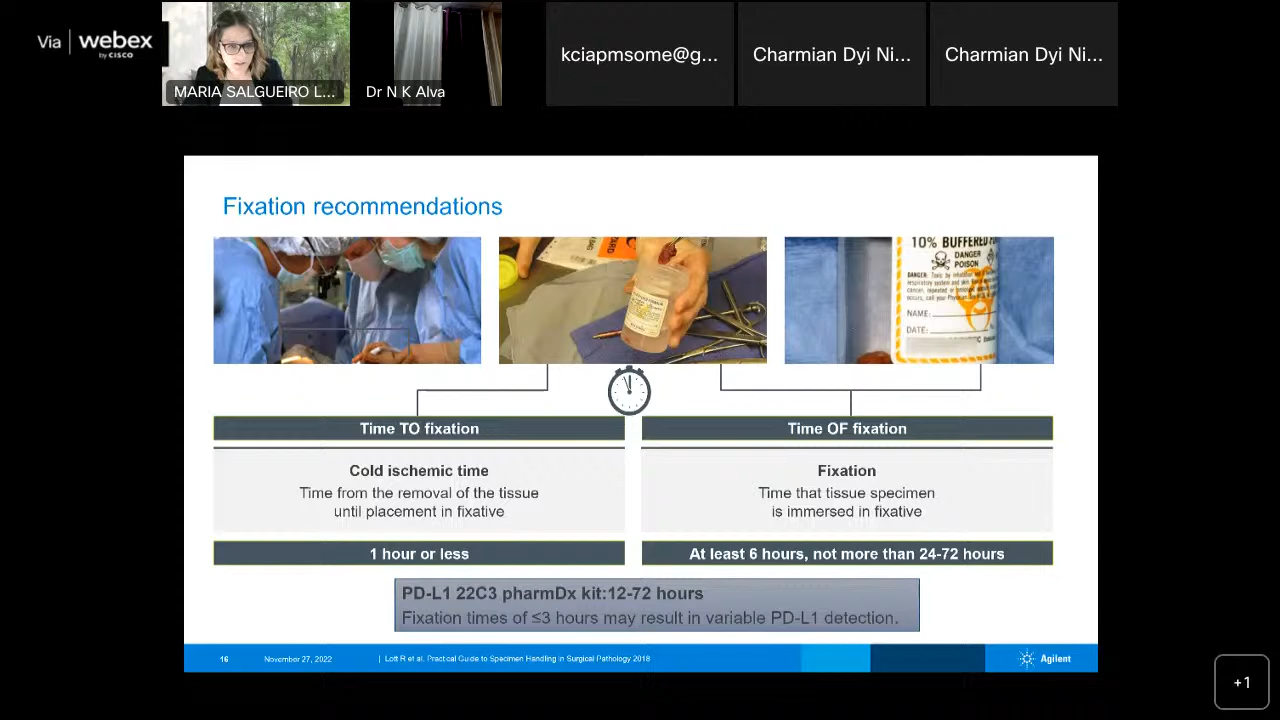 Via | webex
by CISCO
MARIA SALGUEIRO L...
Dr N K Alva
kciapmsome@g...
Charmian Dyi Ni...
Charmian Dyi Ni...
Fixation recommendations
10% BUFFERED
DANGER
POISON
NAME:
DATE:
Time TO fixation
Time OF fixation
Cold ischemic time
Time from the removal of the tissue
until placement in fixative
Fixation
Time that tissue specimen
is immersed in fixative
1 hour or less
At least 6 hours, not more than 24-72 hours
PD-L1 22C3 pharmDx kit:12-72 hours
Fixation times of ≤3 hours may result in variable PD-L1 detection.
16 November 27, 2022 | Lott R et al. Practical Guide to Specimen Handling in Surgical Pathology 2018
Agilent
+1